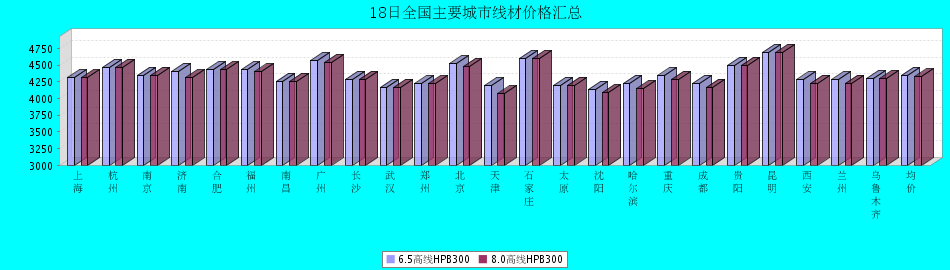 18日全国主要城市线材价格汇总
4750
4500
4250
4000
3750
3500
3250
3000
上海
杭州
南京
济南
合肥
福州
南昌
广州
长沙
武汉
郑州
北京
天津
石家庄
太原
沈阳
哈尔滨
重庆
成都
贵阳
昆明
西安
兰州
乌鲁木齐
均价
6.5高线HPB300 8.0高线HPB300